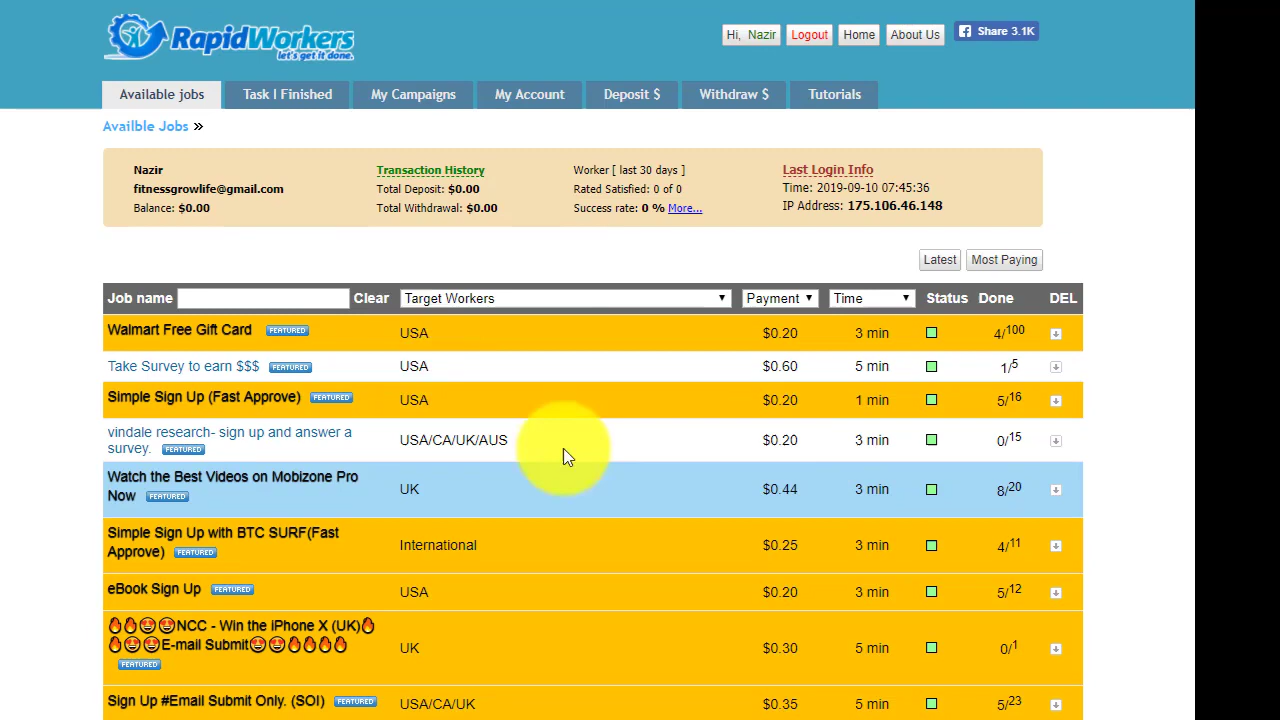 RapidWorkers
let's get it done.
Hi, Nazir Logout Home About Us Share 3.1K
Available jobs Task I Finished My Campaigns My Account Deposit $ Withdraw $ Tutorials
Availble Jobs »
Nazir Transaction History Worker [ last 30 days ] Last Login Info
fitnessgrowlife@gmail.com Total Deposit: $0.00 Rated Satisfied: 0 of 0 Time: 2019-09-10 07:45:36
Balance: $0.00 Total Withdrawal: $0.00 Success rate: 0 % More... IP Address: 175.106.46.148
Latest Most Paying
Job name Clear Target Workers Payment Time Status Done DEL
Walmart Free Gift Card FEATURED USA $0.20 3 min 4/100
Take Survey to earn $$$ FEATURED USA $0.60 5 min 1/5
Simple Sign Up (Fast Approve) FEATURED USA $0.20 1 min 5/16
vindale research- sign up and answer a
survey. FEATURED USA/CA/UK/AUS $0.20 3 min 0/15
Watch the Best Videos on Mobizone Pro
Now FEATURED UK $0.44 3 min 8/20
Simple Sign Up with BTC SURF(Fast
Approve) FEATURED International $0.25 3 min 4/11
eBook Sign Up FEATURED USA $0.20 3 min 5/12
🔥🔥🤩🤩NCC - Win the iPhone X (UK)🔥
🔥🤩🤩E-mail Submit🤩🤩🔥🔥🔥🔥
FEATURED UK $0.30 5 min 0/1
Sign Up #Email Submit Only. (SOI) FEATURED USA/CA/UK $0.35 5 min 5/23